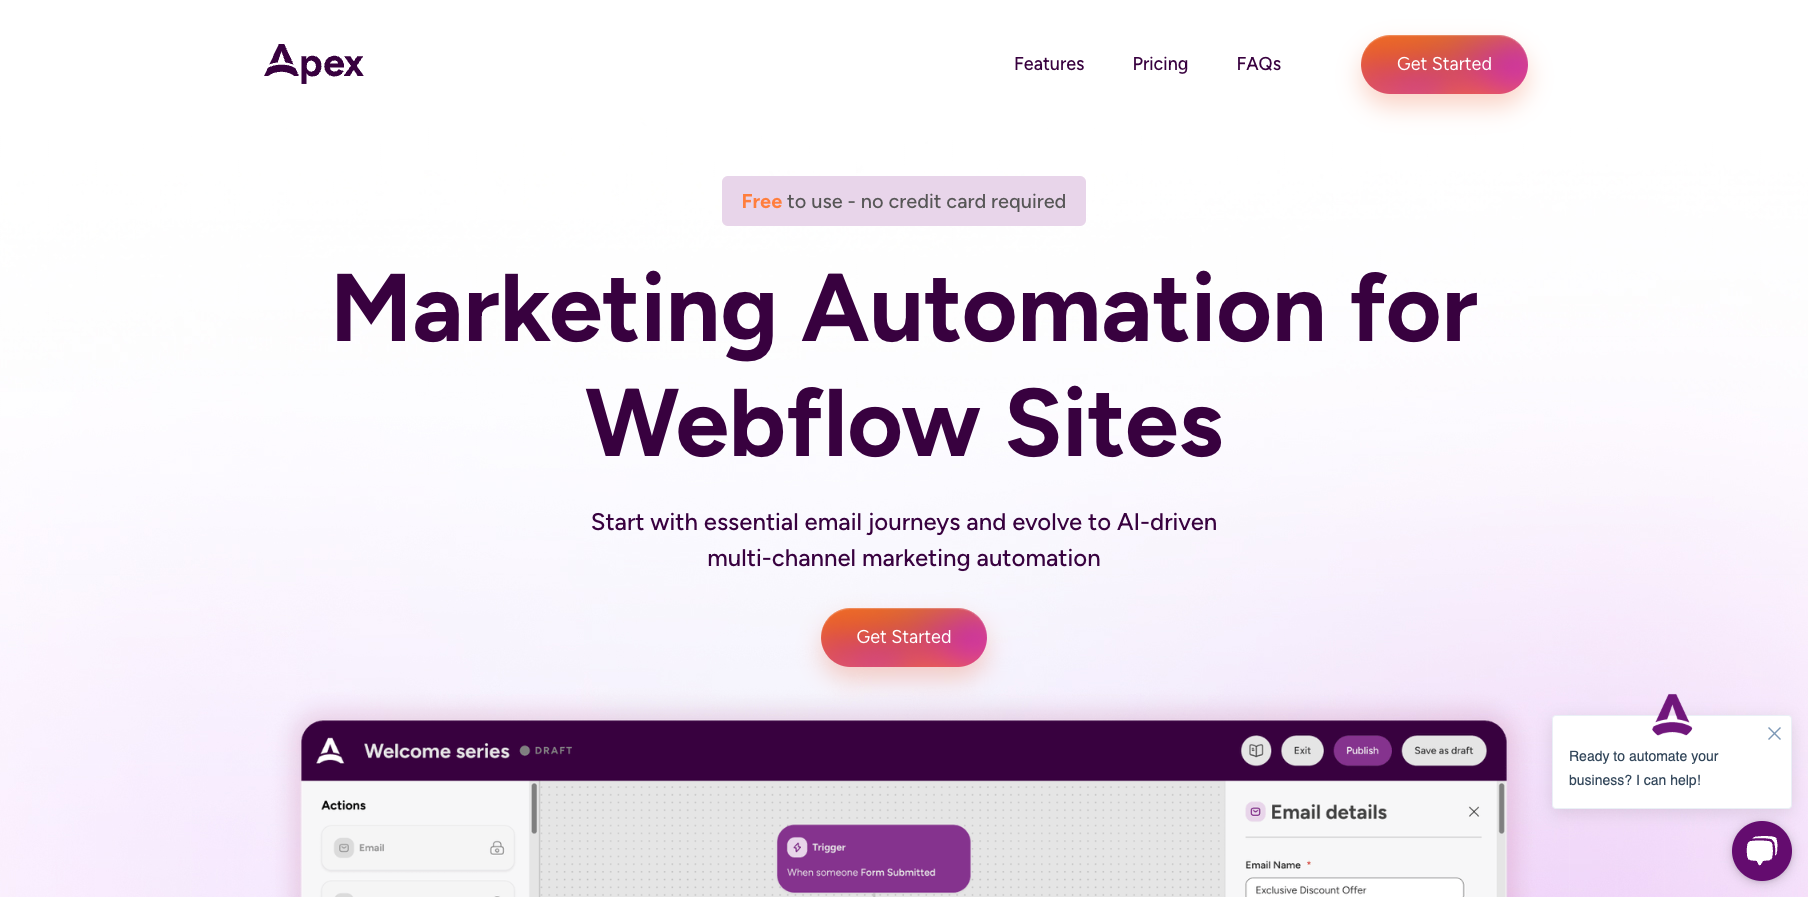 Apex
Features
Pricing
FAQs
Get Started
Free to use - no credit card required
Marketing Automation for
Webflow Sites
Start with essential email journeys and evolve to AI-driven
multi-channel marketing automation
Get Started
Welcome series
DRAFT
Exit
Publish
Save as draft
Actions
Email
Trigger
When someone Form Submitted
Email details
Email Name *
Exclusive Discount Offer
Ready to automate your
business? I can help!